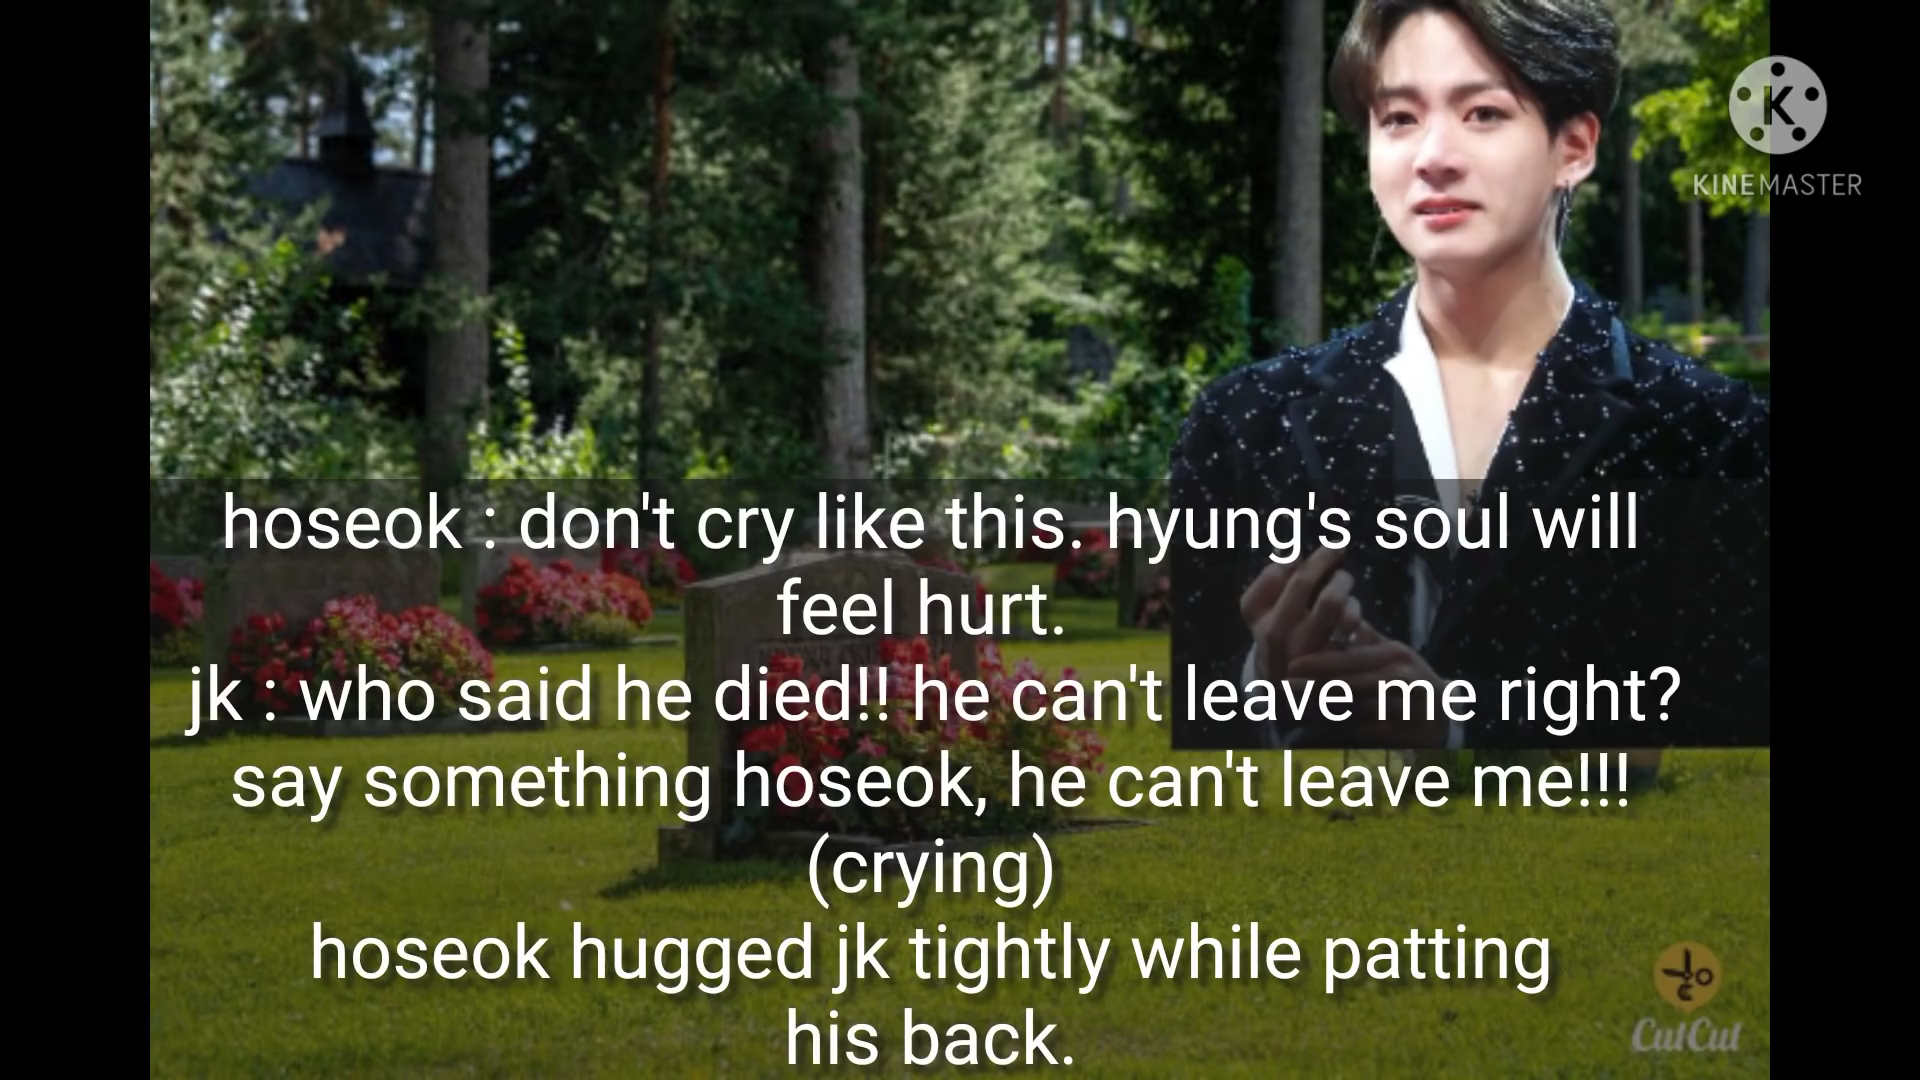 KINEMASTER
hoseok : don't cry like this. hyung's soul will
feel hurt.
jk : who said he died!! he can't leave me right?
say something hoseok, he can't leave me!!!
(crying)
hoseok hugged jk tightly while patting
his back.
CutCut